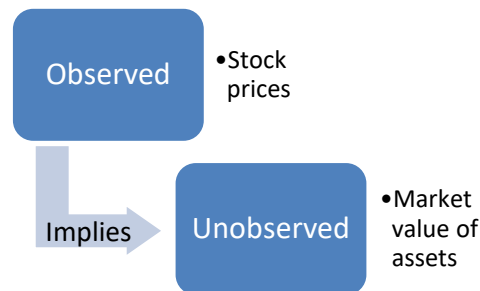 Observed
•Stock
prices
Implies
Unobserved
•Market
value of
assets